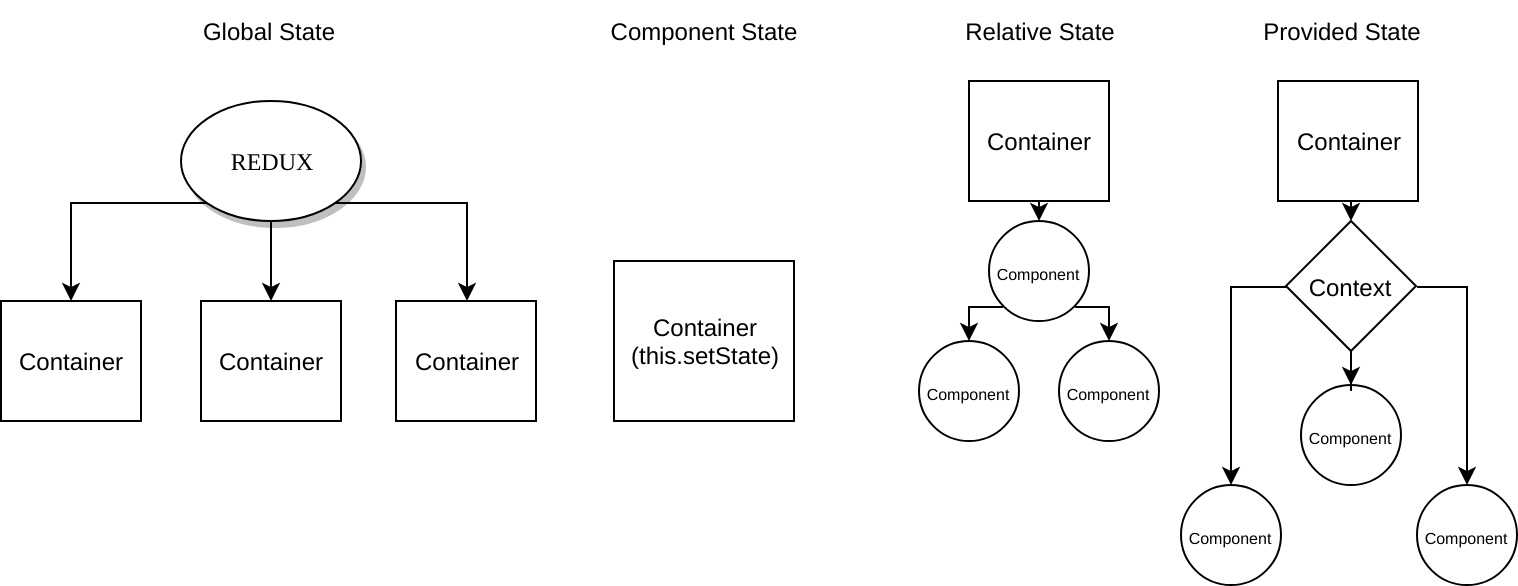 Global State
Component State
Relative State
Provided State
REDUX
Container
Container
Container
Container
(this.setState)
Container
Component
Component
Component
Container
Context
Component
Component
Component